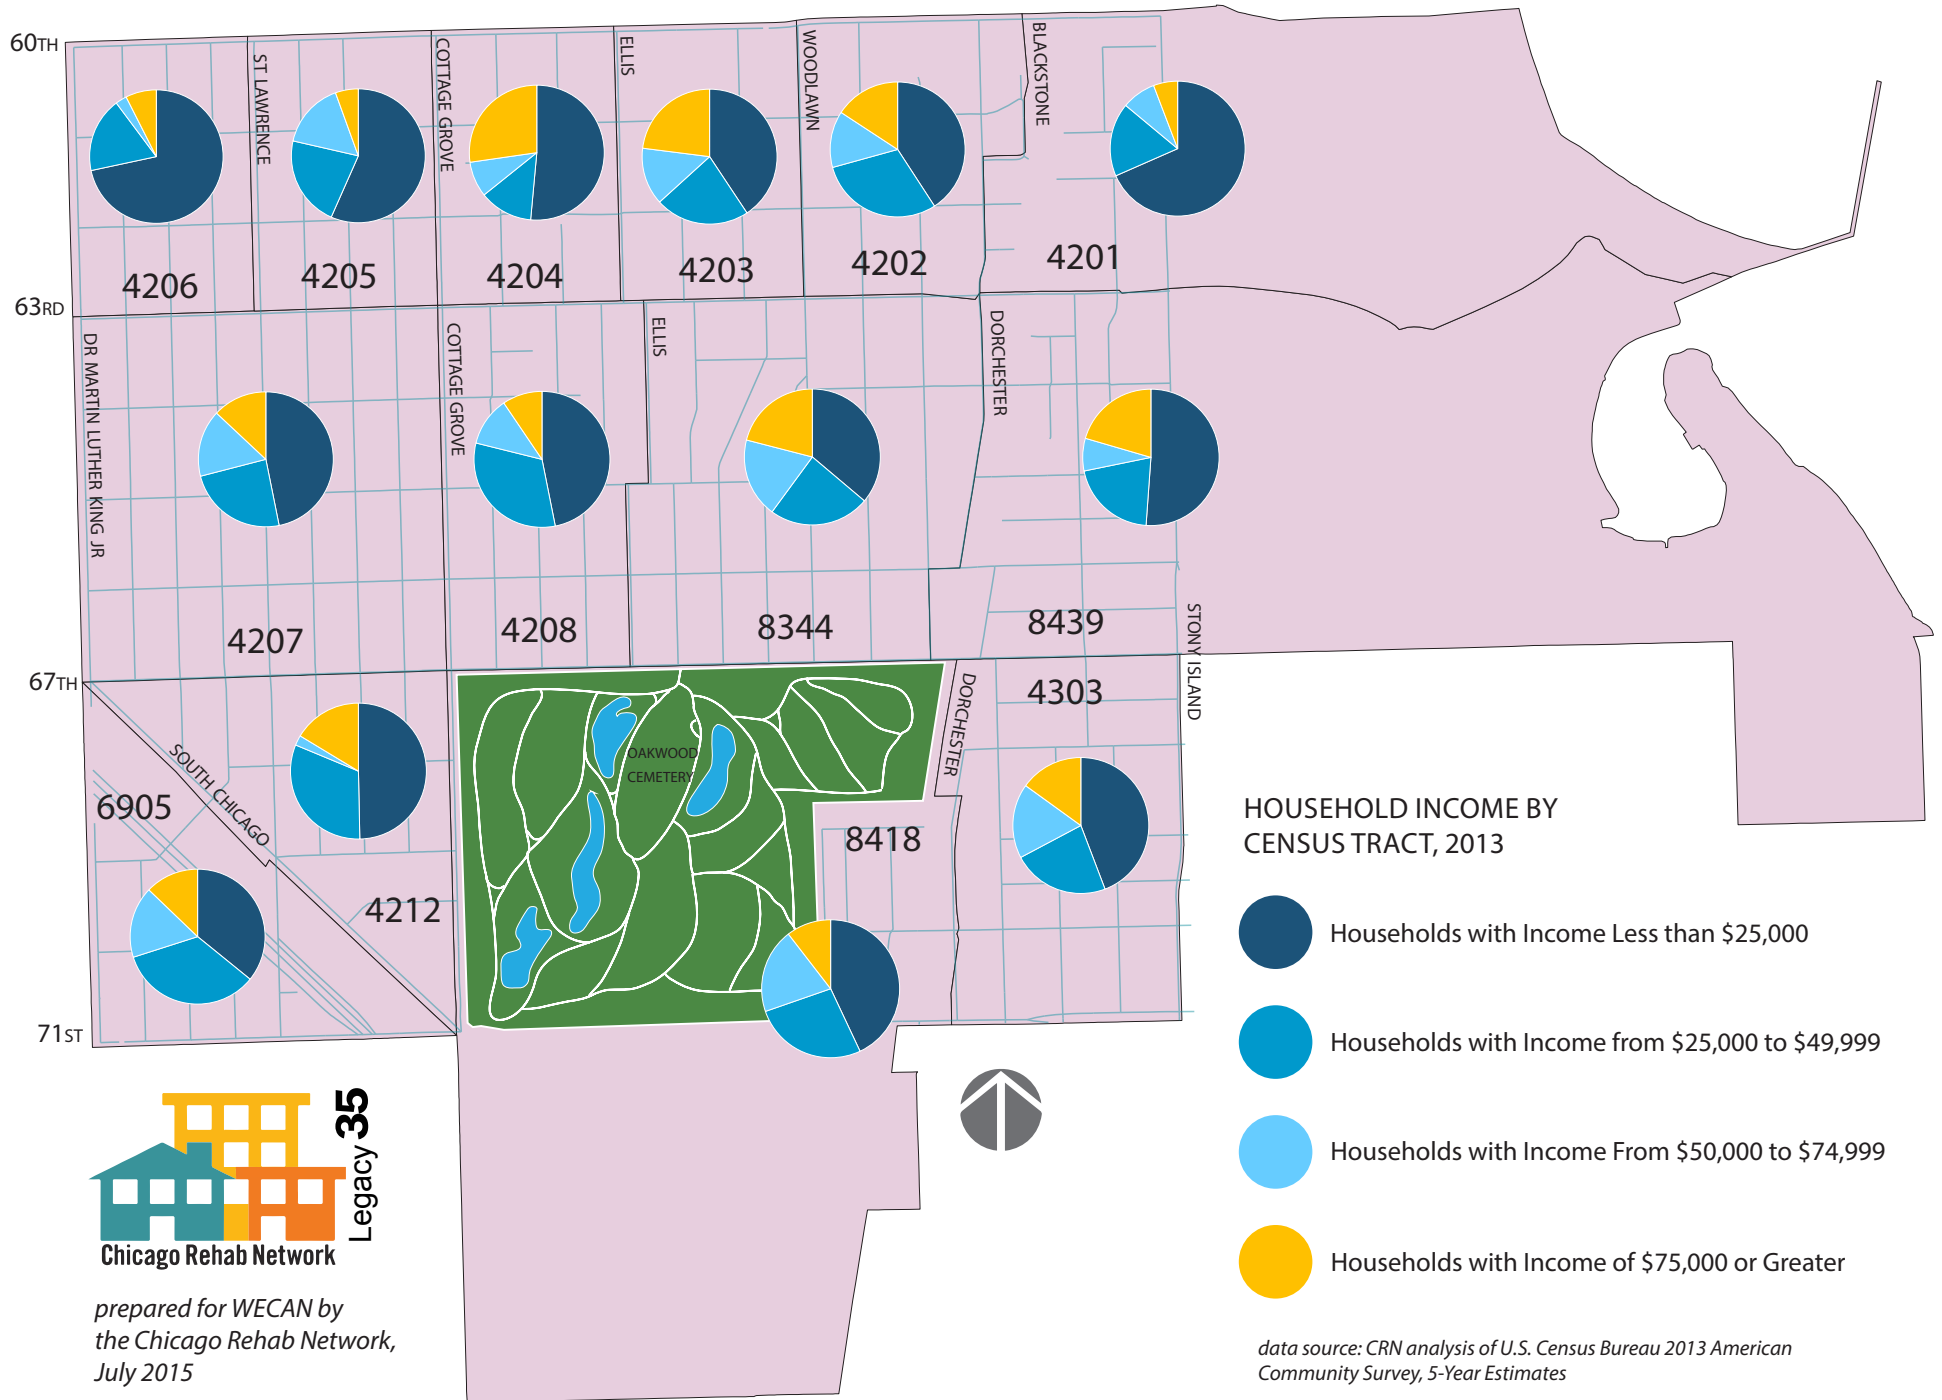 60TH
ST LAWRENCE
COTTAGE GROVE
ELLIS
WOODLAWN
BLACKSTONE
4206
4205
4204
4203
4202
4201
63RD
DR MARTIN LUTHER KING JR
COTTAGE GROVE
ELLIS
DORCHESTER
4207
4208
8344
8439
STONY ISLAND
67TH
SOUTH CHICAGO
OAKWOOD
CEMETERY
DORCHESTER
4303
6905
4212
8418
71ST
HOUSEHOLD INCOME BY
CENSUS TRACT, 2013
Households with Income Less than $25,000
Households with Income from $25,000 to $49,999
Households with Income From $50,000 to $74,999
Households with Income of $75,000 or Greater
Legacy 35
Chicago Rehab Network
prepared for WECAN by
the Chicago Rehab Network,
July 2015
data source: CRN analysis of U.S. Census Bureau 2013 American
Community Survey, 5-Year Estimates